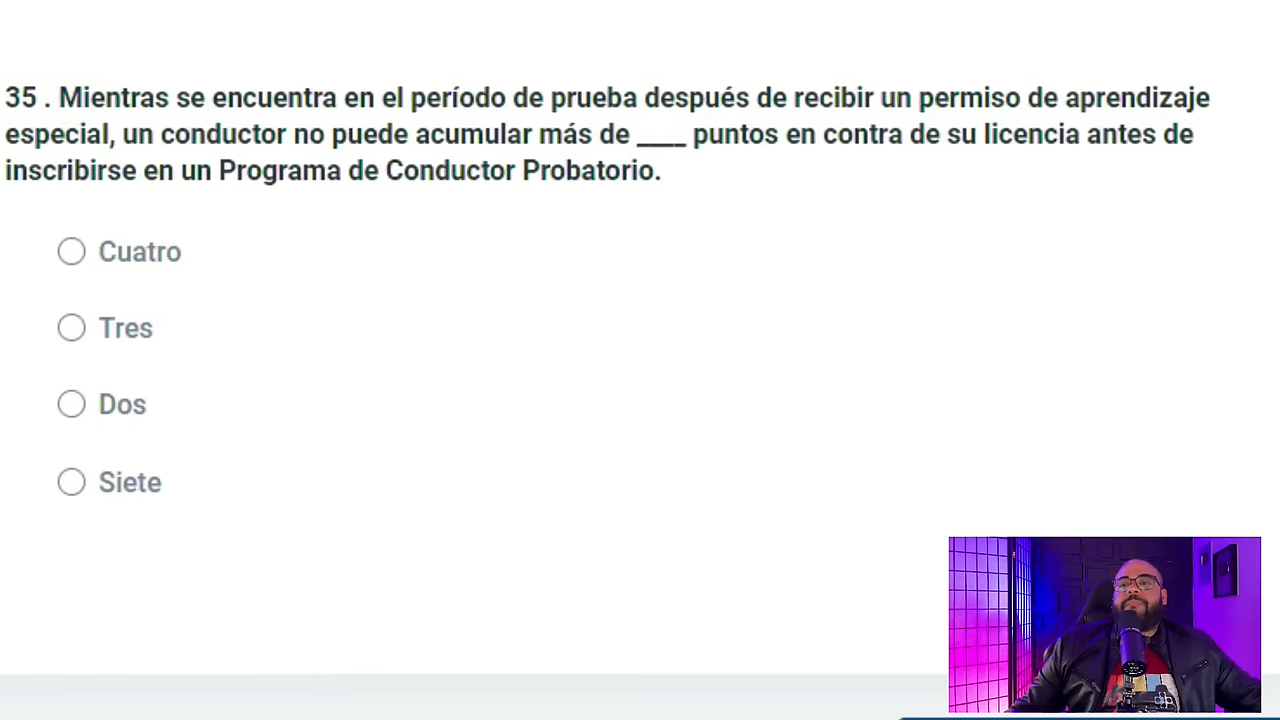 35 . Mientras se encuentra en el período de prueba después de recibir un permiso de aprendizaje
especial, un conductor no puede acumular más de ____ puntos en contra de su licencia antes de
inscribirse en un Programa de Conductor Probatorio.
Cuatro
Tres
Dos
Siete